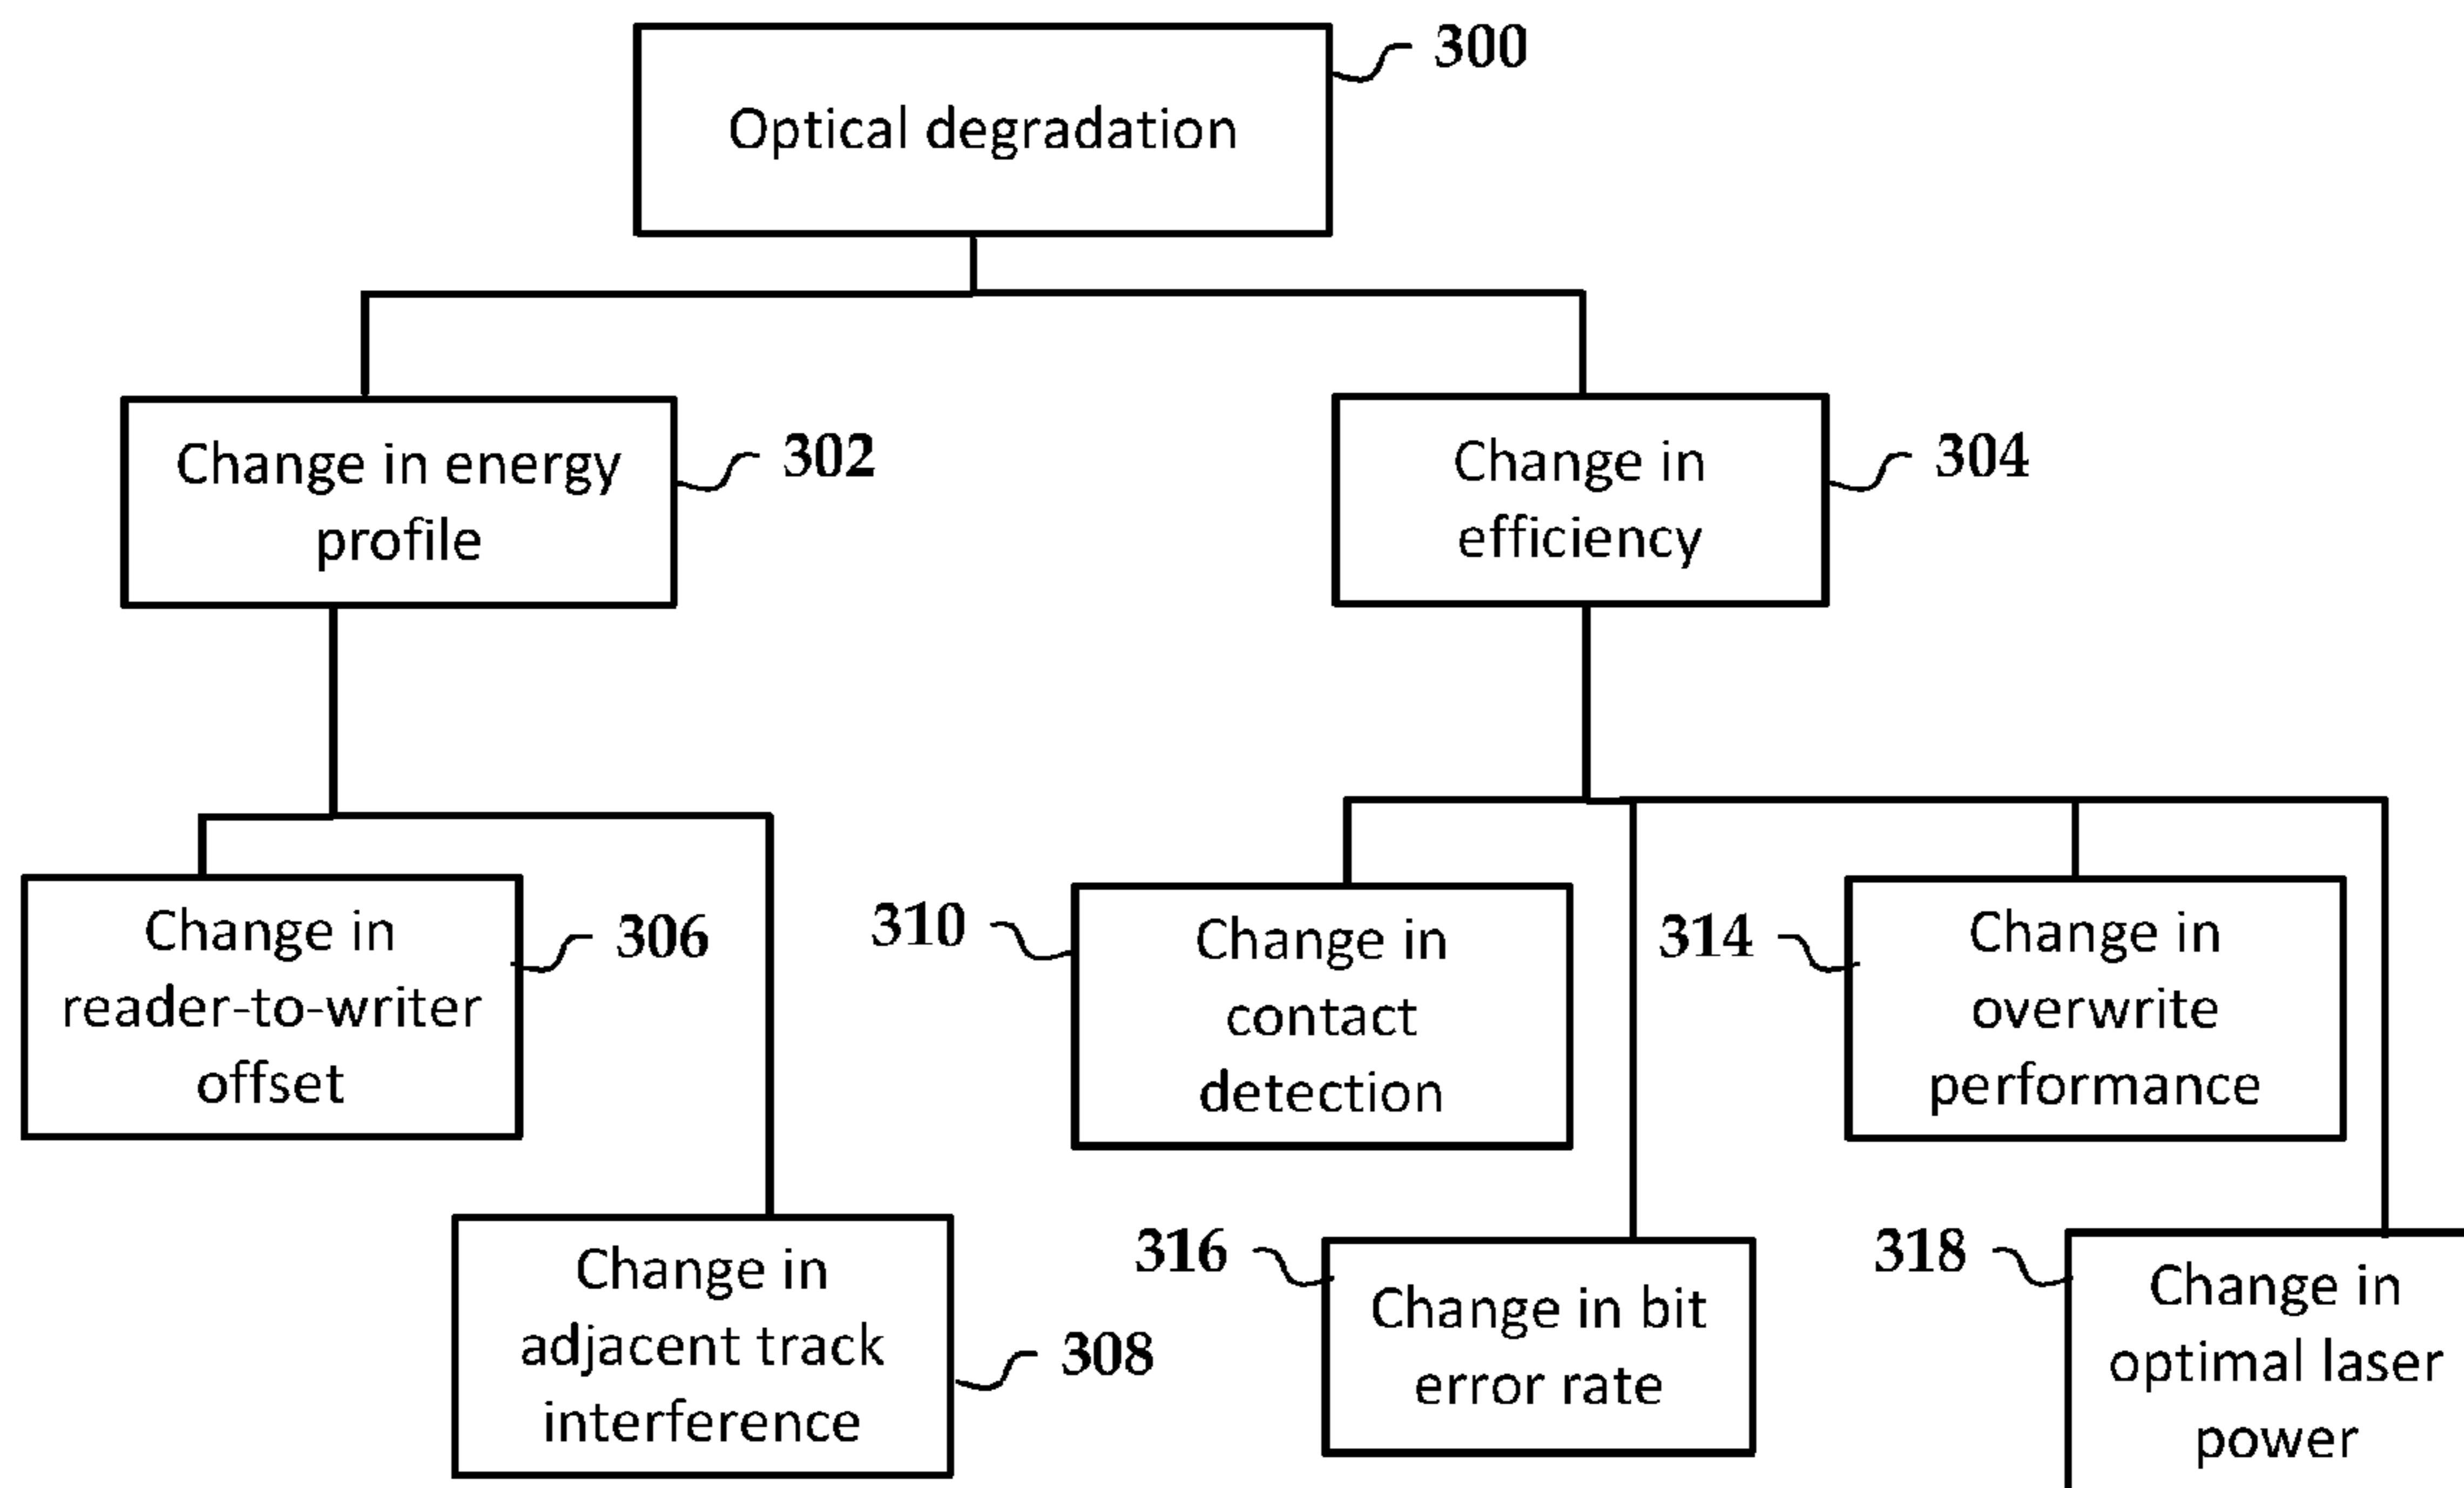 300
Optical degradation
Change in energy
profile
302
Change in
efficiency
304
Change in
reader-to-writer
offset
306
310
Change in
contact
detection
314
Change in
overwrite
performance
Change in
adjacent track
interference
308
316
Change in bit
error rate
318
Change in
optimal laser
power